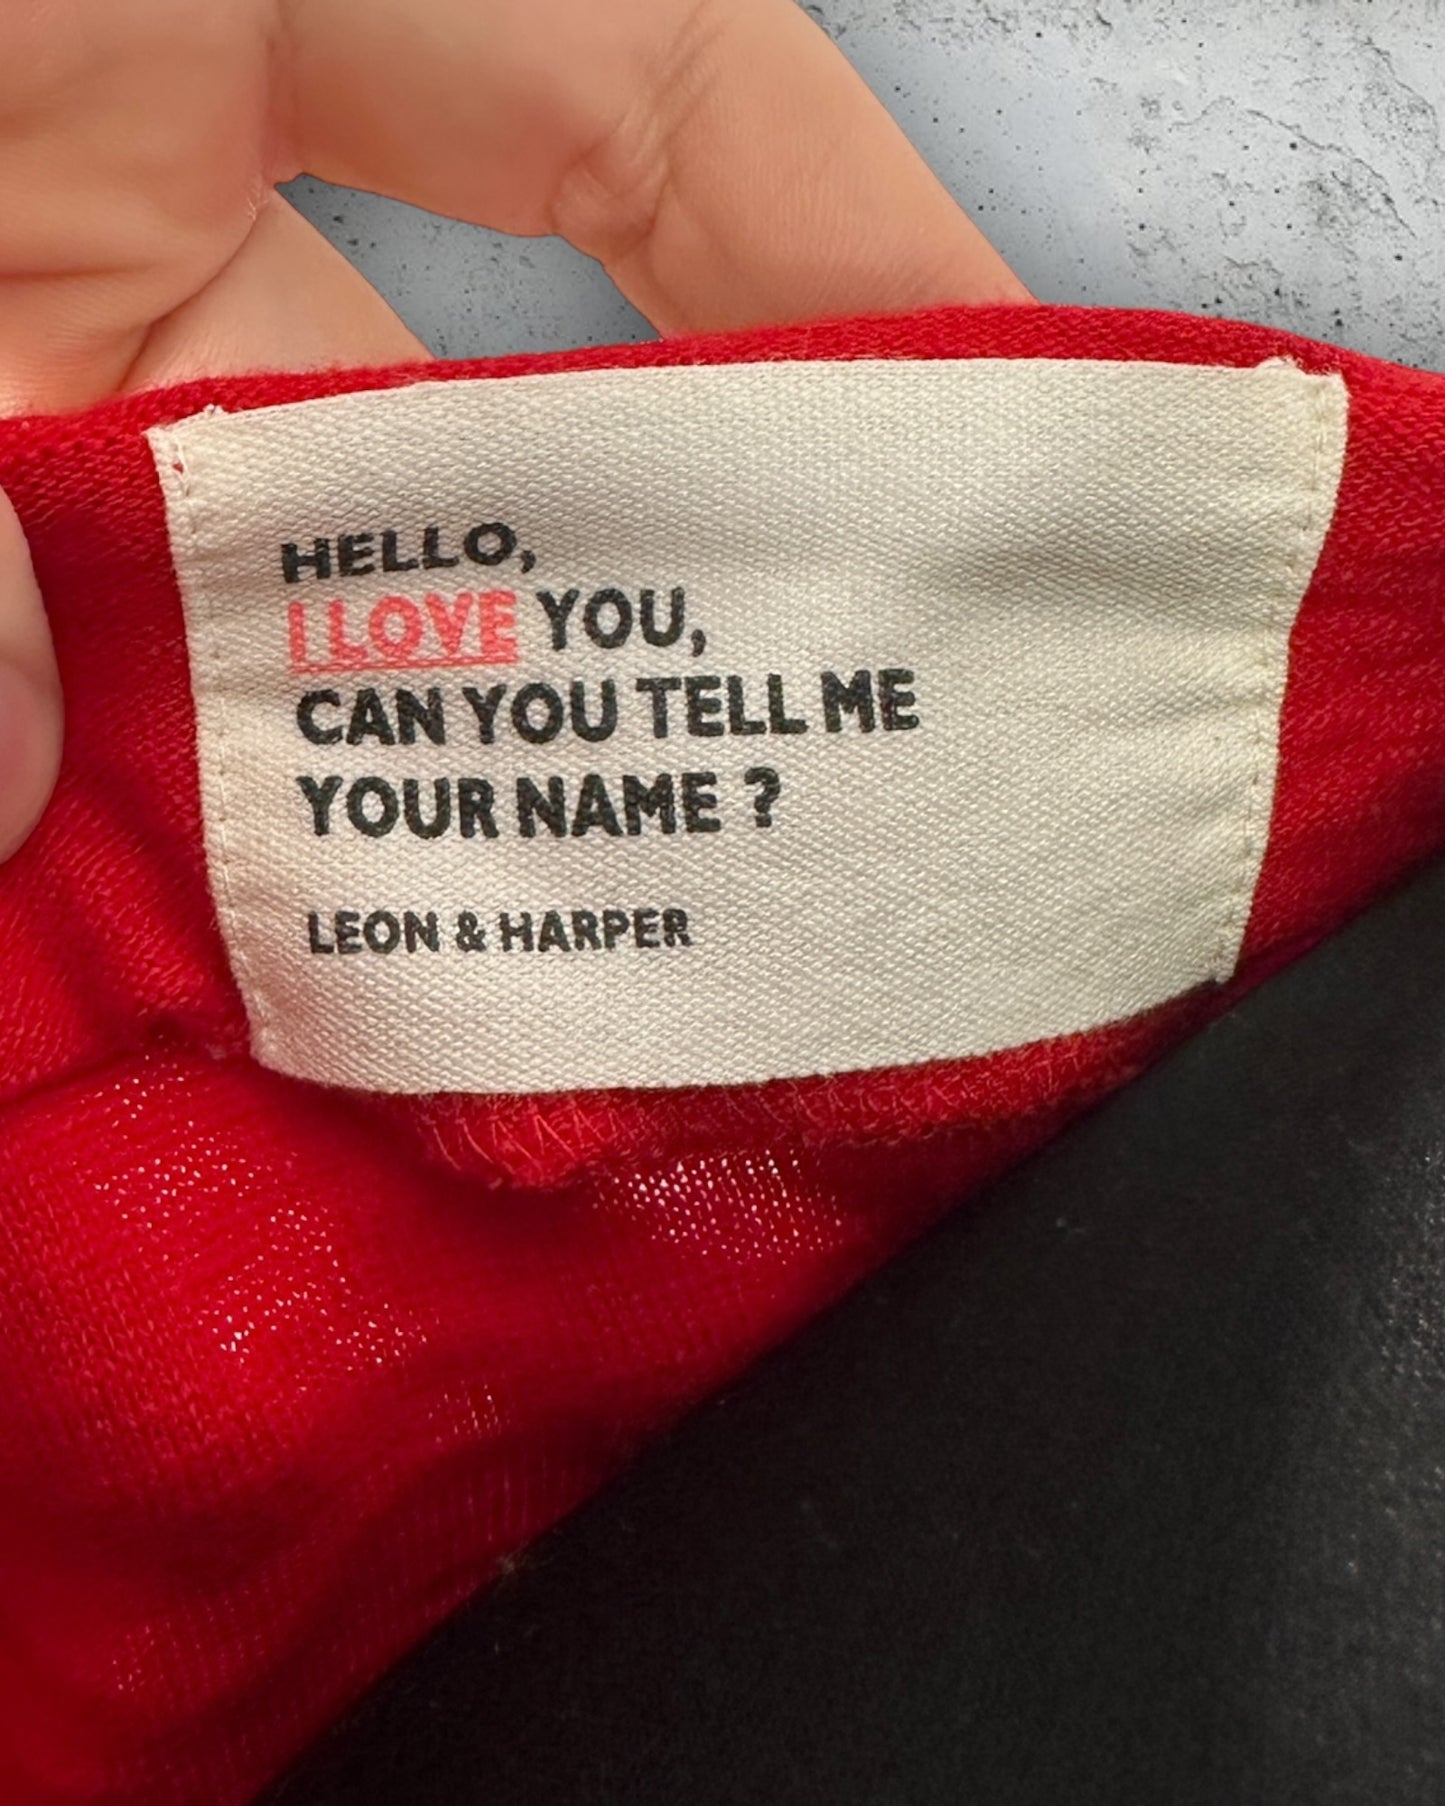 HELLO,
I LOVE YOU,
CAN YOU TELL ME
YOUR NAME ?
LEON & HARPER